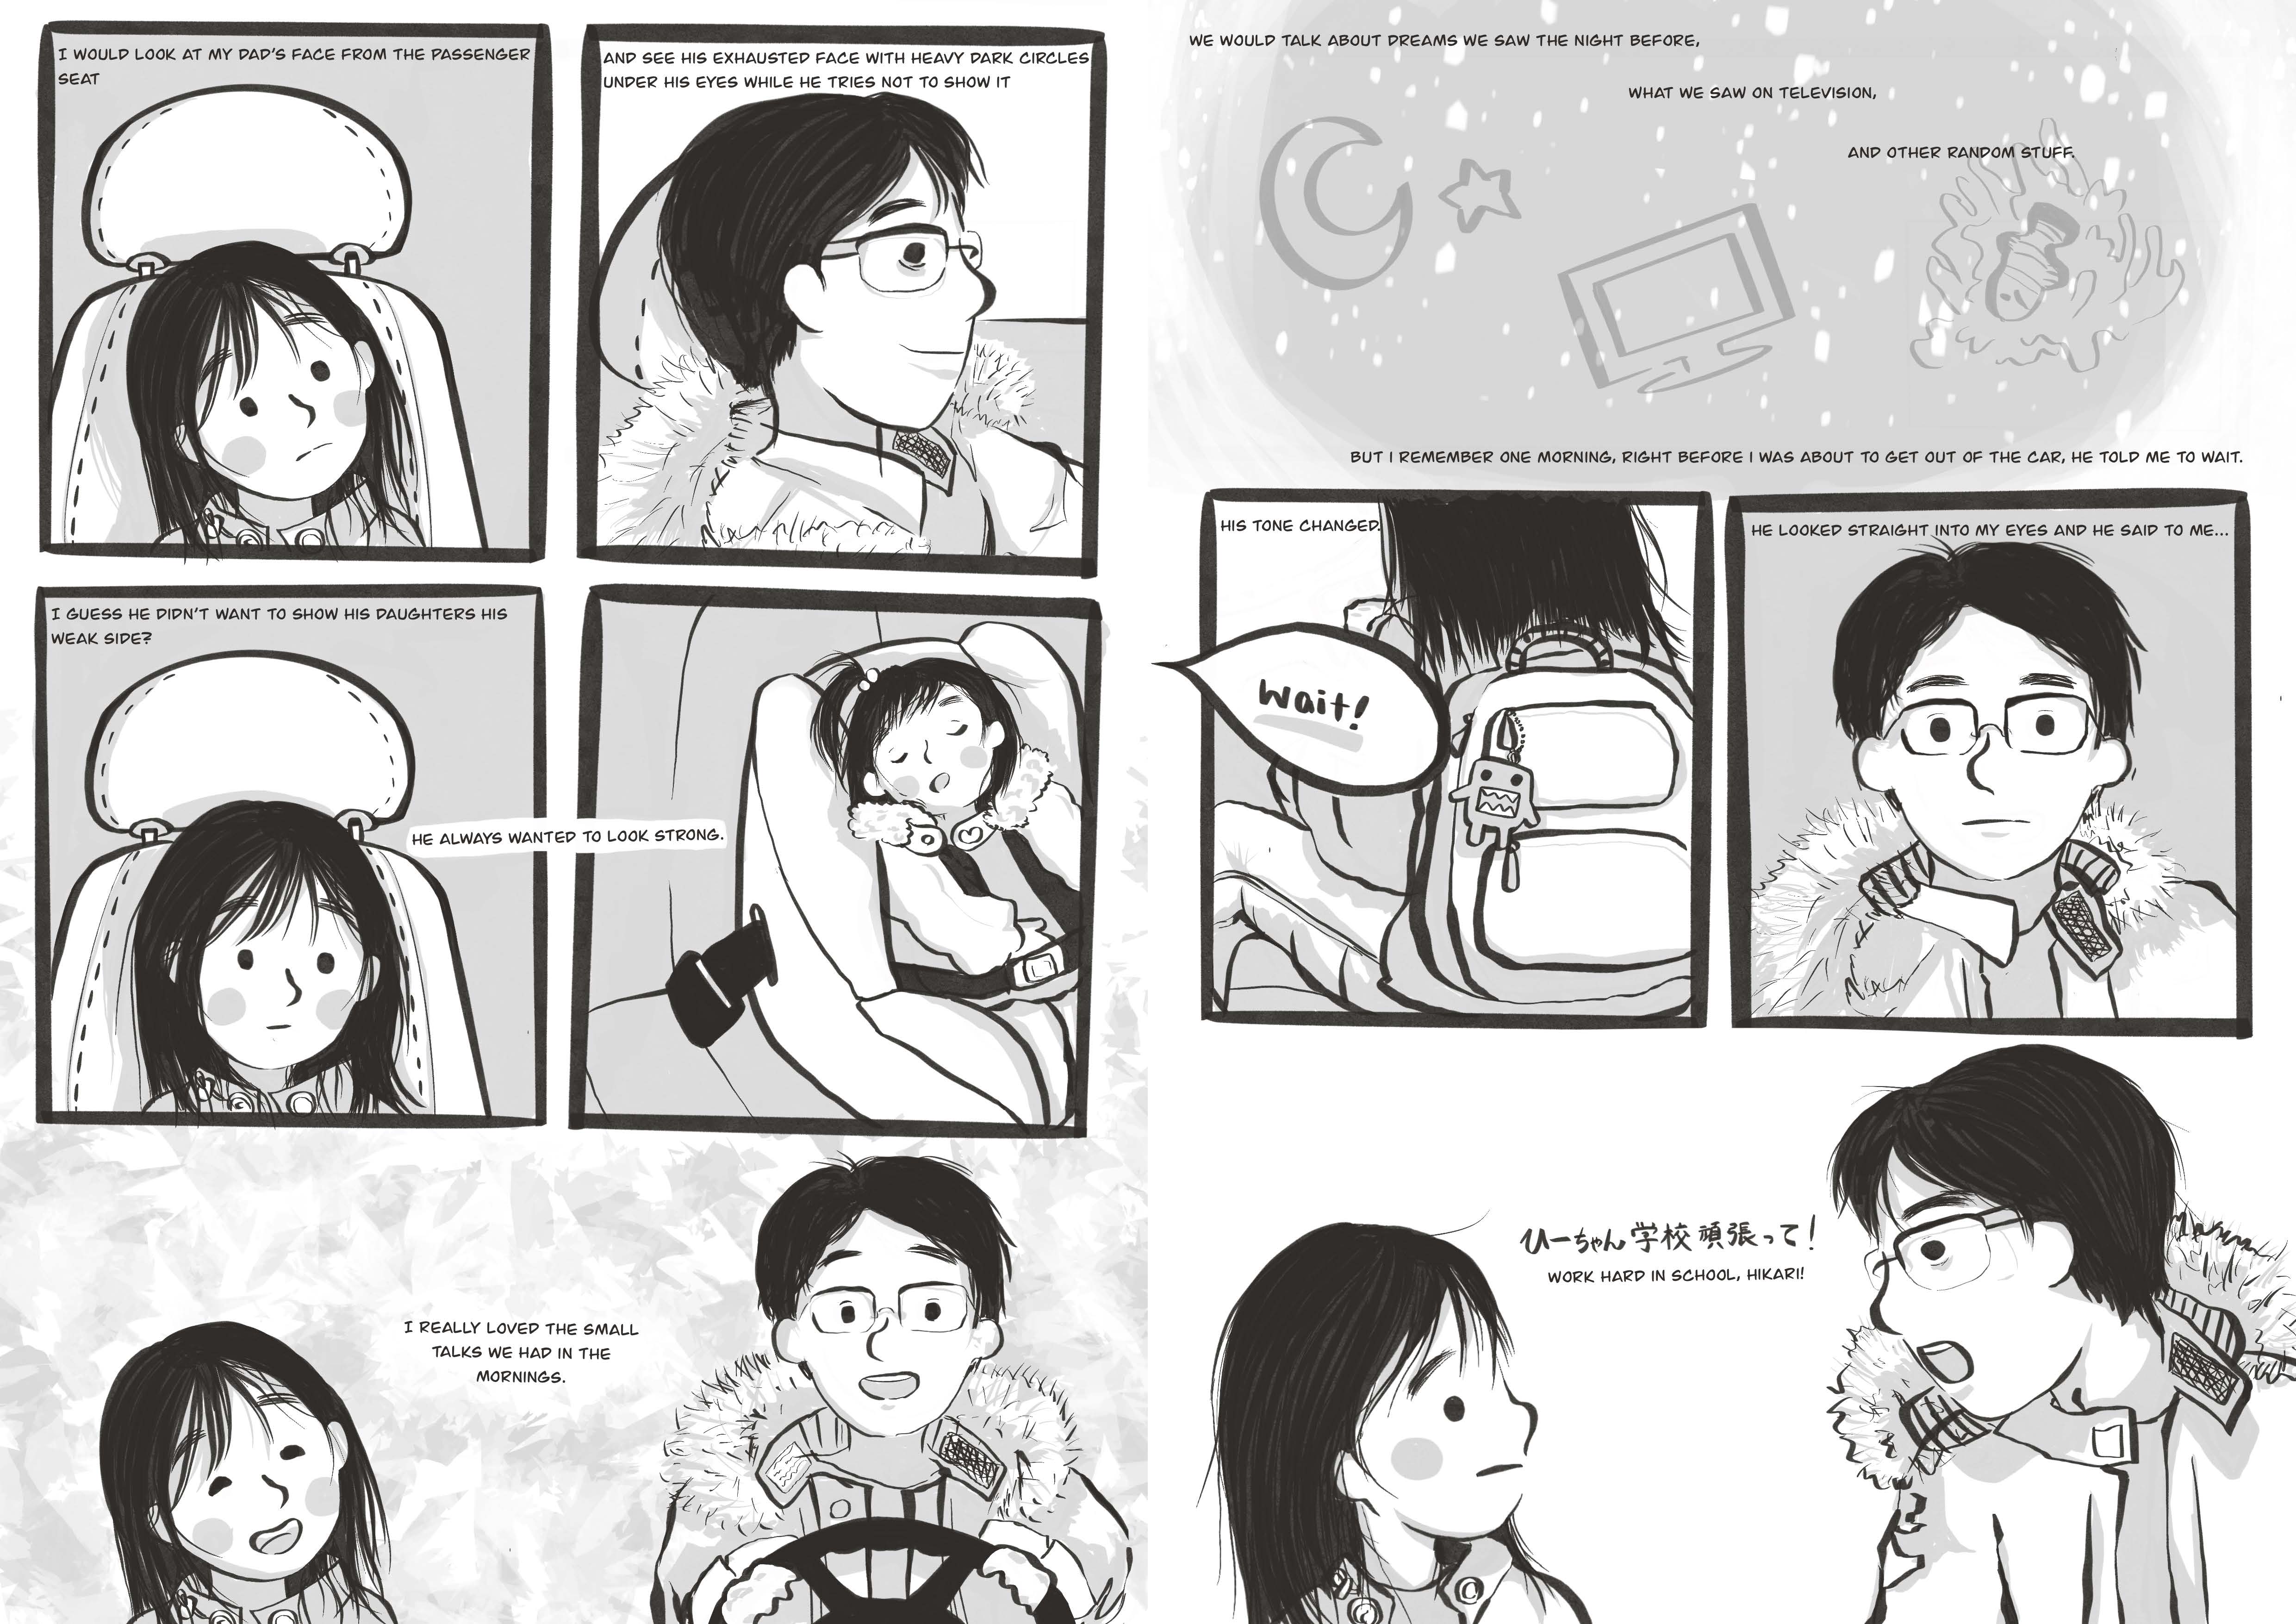 I WOULD LOOK AT MY DAD'S FACE FROM THE PASSENGER
SEAT
AND SEE HIS EXHAUSTED FACE WITH HEAVY DARK CIRCLES
UNDER HIS EYES WHILE HE TRIES NOT TO SHOW IT
I GUESS HE DIDN'T WANT TO SHOW HIS DAUGHTERS HIS
WEAK SIDE?
HE ALWAYS WANTED TO LOOK STRONG.
I REALLY LOVED THE SMALL
TALKS WE HAD IN THE
MORNINGS.
WE WOULD TALK ABOUT DREAMS WE SAW THE NIGHT BEFORE,
WHAT WE SAW ON TELEVISION,
AND OTHER RANDOM STUFF.
BUT I REMEMBER ONE MORNING, RIGHT BEFORE I WAS ABOUT TO GET OUT OF THE CAR, HE TOLD ME TO WAIT.
HIS TONE CHANGED.
Wait!
HE LOOKED STRAIGHT INTO MY EYES AND HE SAID TO ME...
ひーちゃん学校頑張って!
WORK HARD IN SCHOOL, HIKARI!